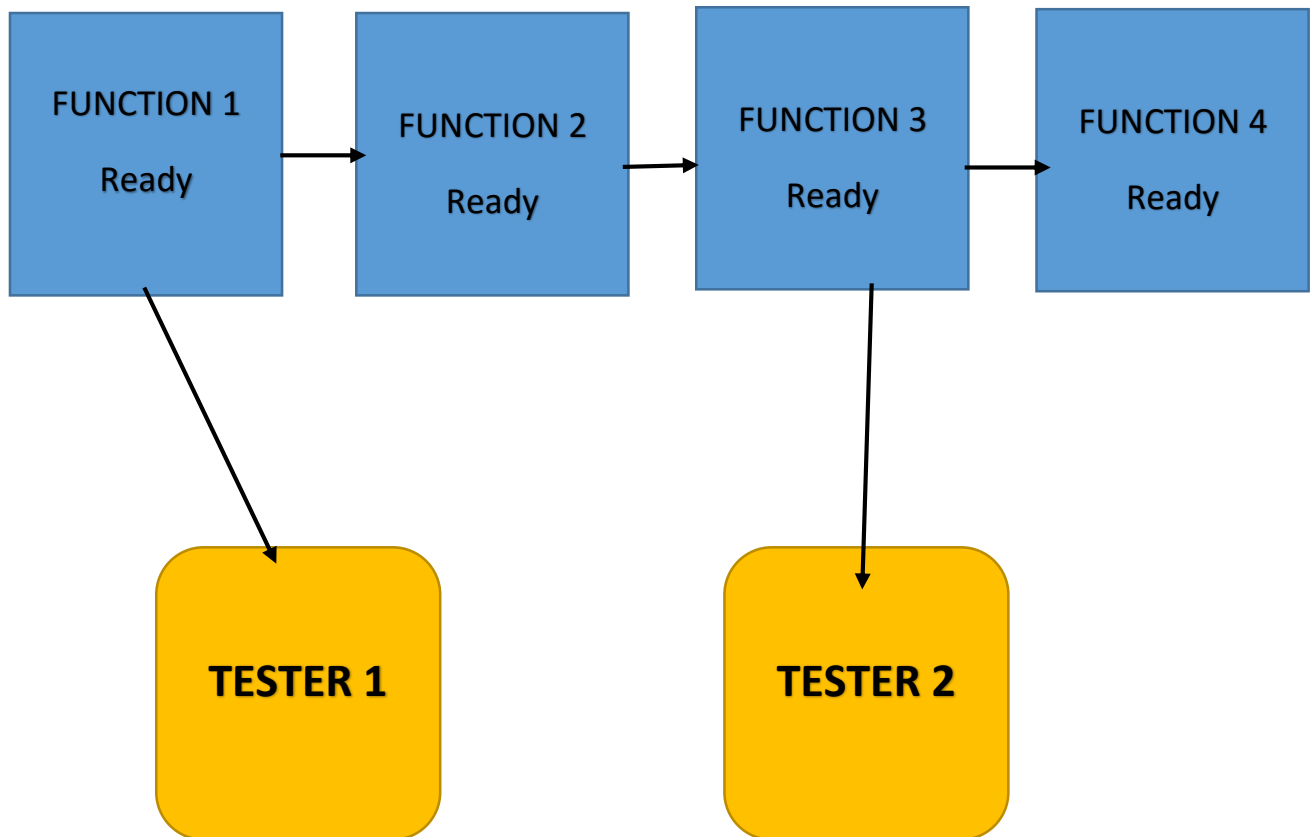 FUNCTION 1
Ready
FUNCTION 2
Ready
FUNCTION 3
Ready
FUNCTION 4
Ready
TESTER 1
TESTER 2